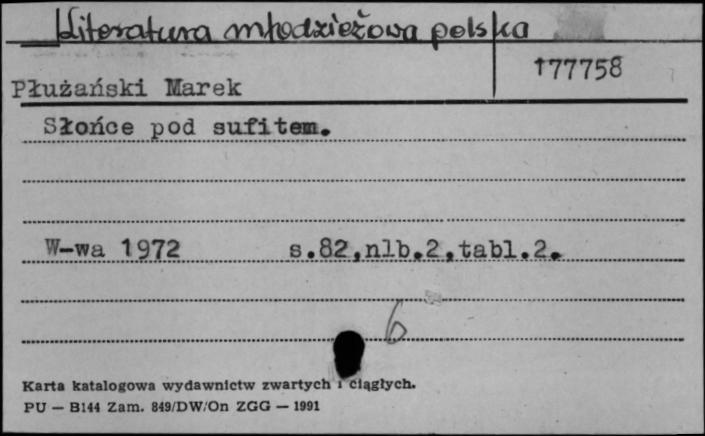 Literatura młodzieżowa polska
177758
Płużański Marek
Słońce pod sufitem.
W-wa 1972 s.82,nlb.2,tabl.2.
6
Karta katalogowa wydawnictw zwartych i ciągłych.
PU — B144 Zam. 849/DW/On ZGG — 1991